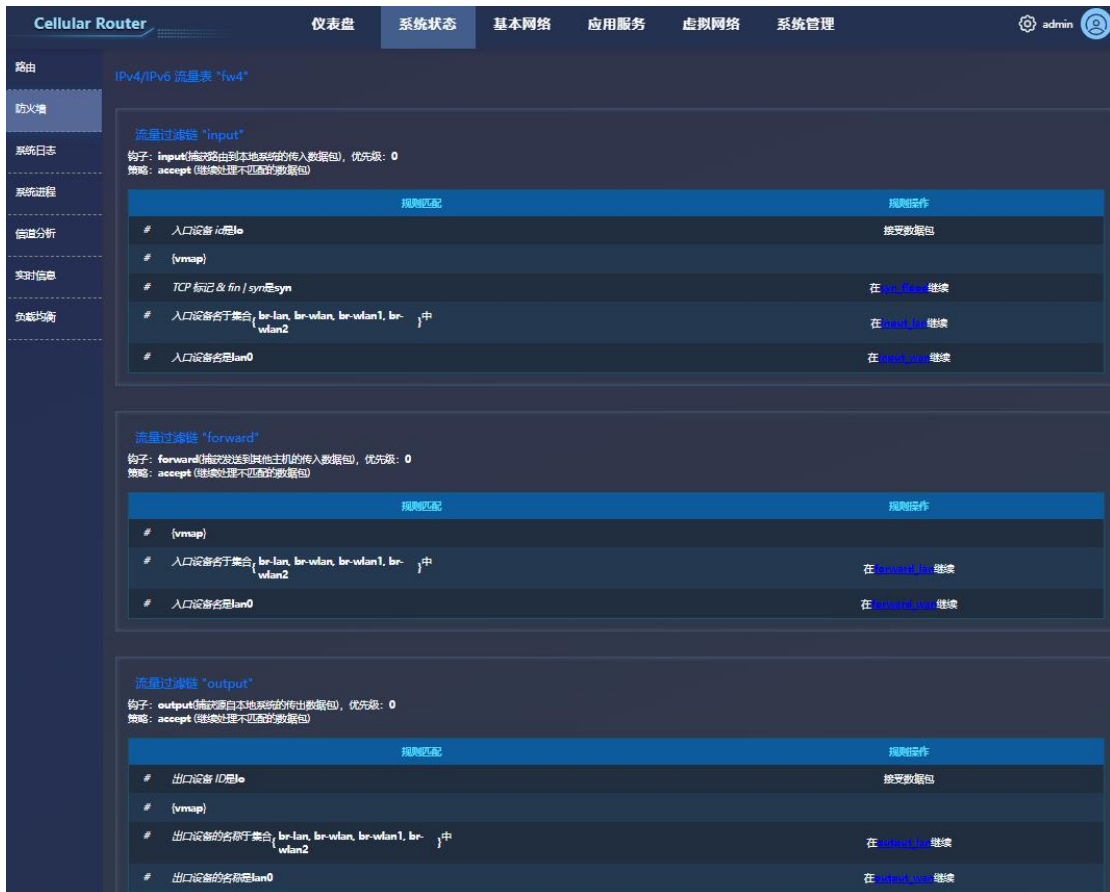 Cellular Router
仪表盘 系统状态 基本网络 应用服务 虚拟网络 系统管理 admin
路由
防火墙
系统日志
系统进程
信道分析
实时信息
负载均衡
IPv4/IPv6 流量表 "fw4"
流量过滤链 "input"
钩子：input(捕获路由到本地系统的传入数据包)，优先级：0
策略：accept (继续处理不匹配的数据包)
规则匹配 规则操作
# 入口设备 id是lo 接受数据包
# {vmap}
# TCP 标记 & fin | syn是syn 在syn_flood继续
# 入口设备名于集合{ br-lan, br-wlan, br-wlan1, br-wlan2 }中 在input_lan继续
# 入口设备名是lan0 在input_wan继续
流量过滤链 "forward"
钩子：forward(捕获发送到其他主机的传入数据包)，优先级：0
策略：accept (继续处理不匹配的数据包)
规则匹配 规则操作
# {vmap}
# 入口设备名于集合{ br-lan, br-wlan, br-wlan1, br-wlan2 }中 在forward_lan继续
# 入口设备名是lan0 在forward_wan继续
流量过滤链 "output"
钩子：output(捕获源自本地系统的传出数据包)，优先级：0
策略：accept (继续处理不匹配的数据包)
规则匹配 规则操作
# 出口设备 ID是lo 接受数据包
# {vmap}
# 出口设备的名称于集合{ br-lan, br-wlan, br-wlan1, br-wlan2 }中 在output_lan继续
# 出口设备的名称是lan0 在output_wan继续